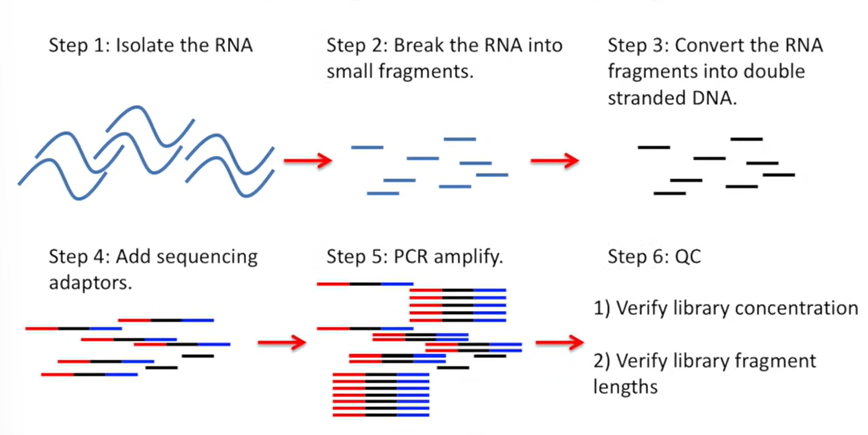 Step 1: Isolate the RNA
Step 2: Break the RNA into
small fragments.
Step 3: Convert the RNA
fragments into double
stranded DNA.
Step 4: Add sequencing
adaptors.
Step 5: PCR amplify.
Step 6: QC
1) Verify library concentration
2) Verify library fragment
lengths